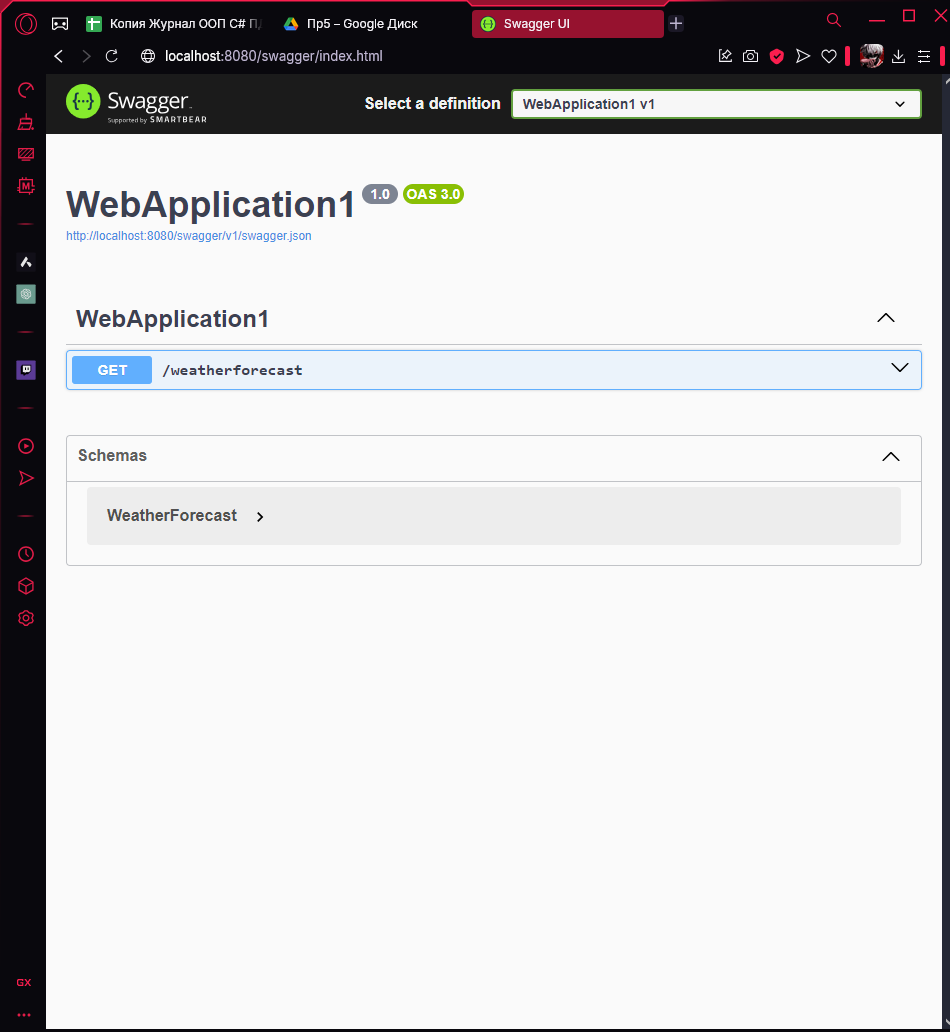 Копия Журнал ООП C# П
Пр5 – Google Диск
Swagger UI
localhost:8080/swagger/index.html
Swagger
Supported by SMARTBEAR
Select a definition
WebApplication1 v1
WebApplication1 1.0 OAS 3.0
http://localhost:8080/swagger/v1/swagger.json
WebApplication1
GET /weatherforecast
Schemas
WeatherForecast
M
GX